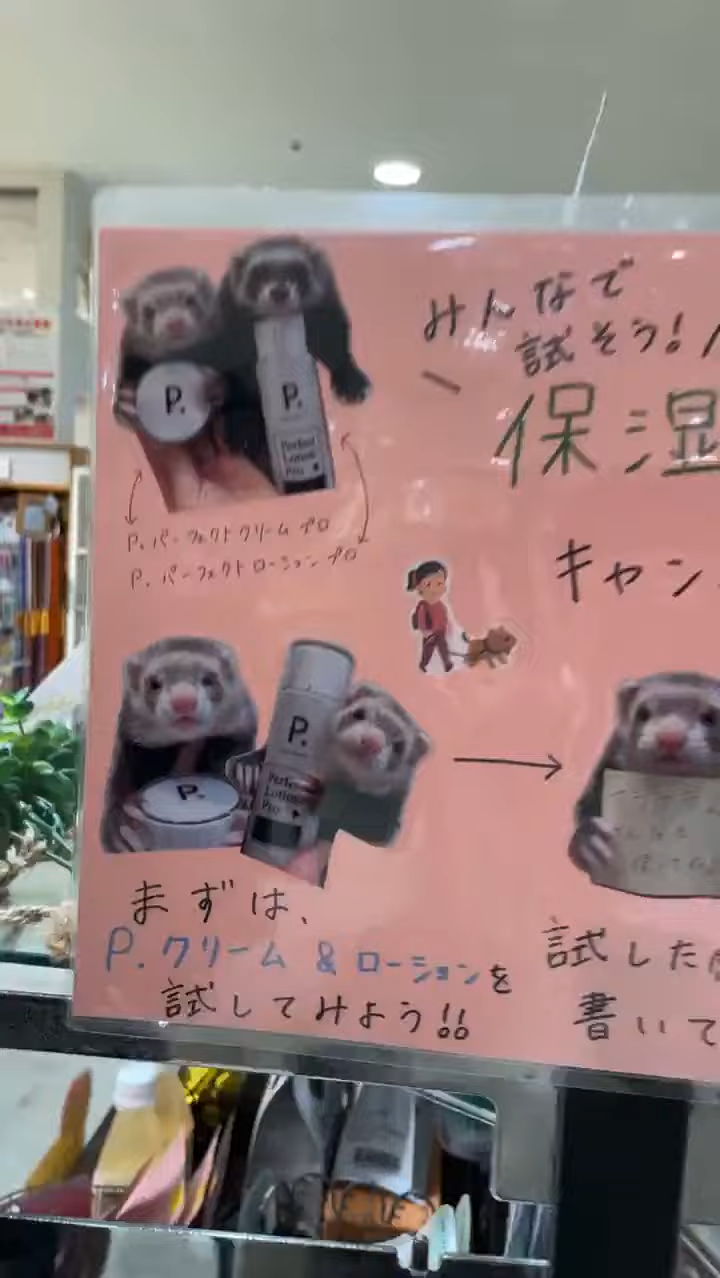 みんなで
試そう!
保湿
キャン
P.
P.
Perfect
Lotion
Pro
P. パーフェクトクリームプロ
P. パーフェクトローションプロ
P.
P.
Perfect
Lotion
Pro
まずは、
P.クリーム & ローションを
試してみよう!!
試した
書いて